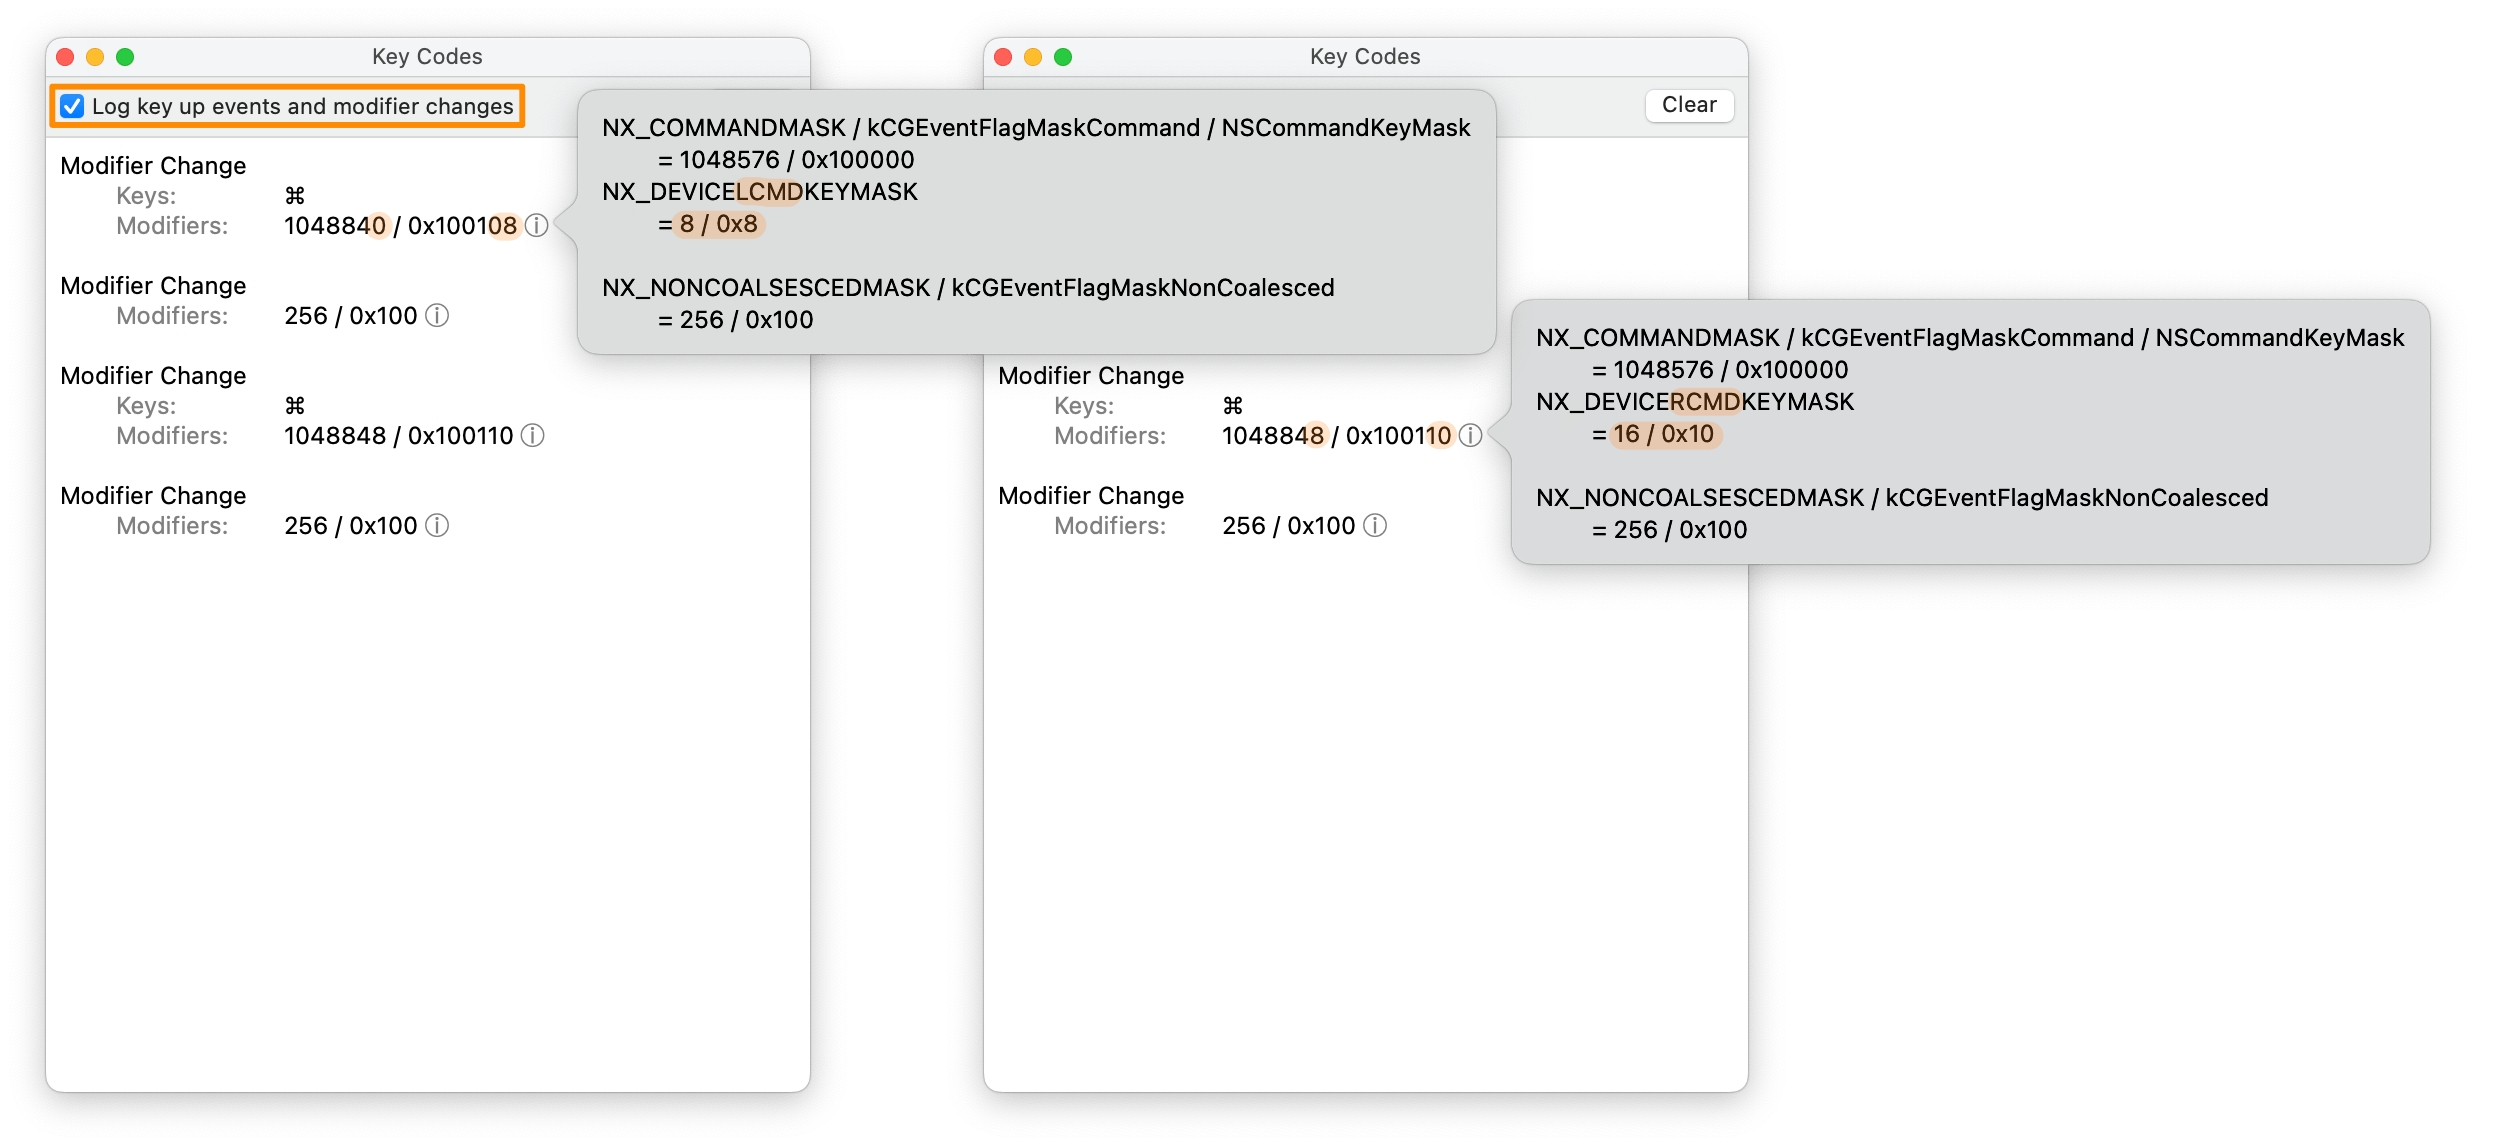 Key Codes
Log key up events and modifier changes
Modifier Change
Keys: ⌘
Modifiers: 1048840 / 0x100108 ⓘ
Modifier Change
Modifiers: 256 / 0x100 ⓘ
Modifier Change
Keys: ⌘
Modifiers: 1048848 / 0x100110 ⓘ
Modifier Change
Modifiers: 256 / 0x100 ⓘ
NX_COMMANDMASK / kCGEventFlagMaskCommand / NSCommandKeyMask
= 1048576 / 0x100000
NX_DEVICELCMDKEYMASK
= 8 / 0x8
NX_NONCOALSESCEDMASK / kCGEventFlagMaskNonCoalesced
= 256 / 0x100
Key Codes
Clear
Modifier Change
Keys: ⌘
Modifiers: 1048848 / 0x100110 ⓘ
Modifier Change
Modifiers: 256 / 0x100 ⓘ
NX_COMMANDMASK / kCGEventFlagMaskCommand / NSCommandKeyMask
= 1048576 / 0x100000
NX_DEVICERCMDKEYMASK
= 16 / 0x10
NX_NONCOALSESCEDMASK / kCGEventFlagMaskNonCoalesced
= 256 / 0x100